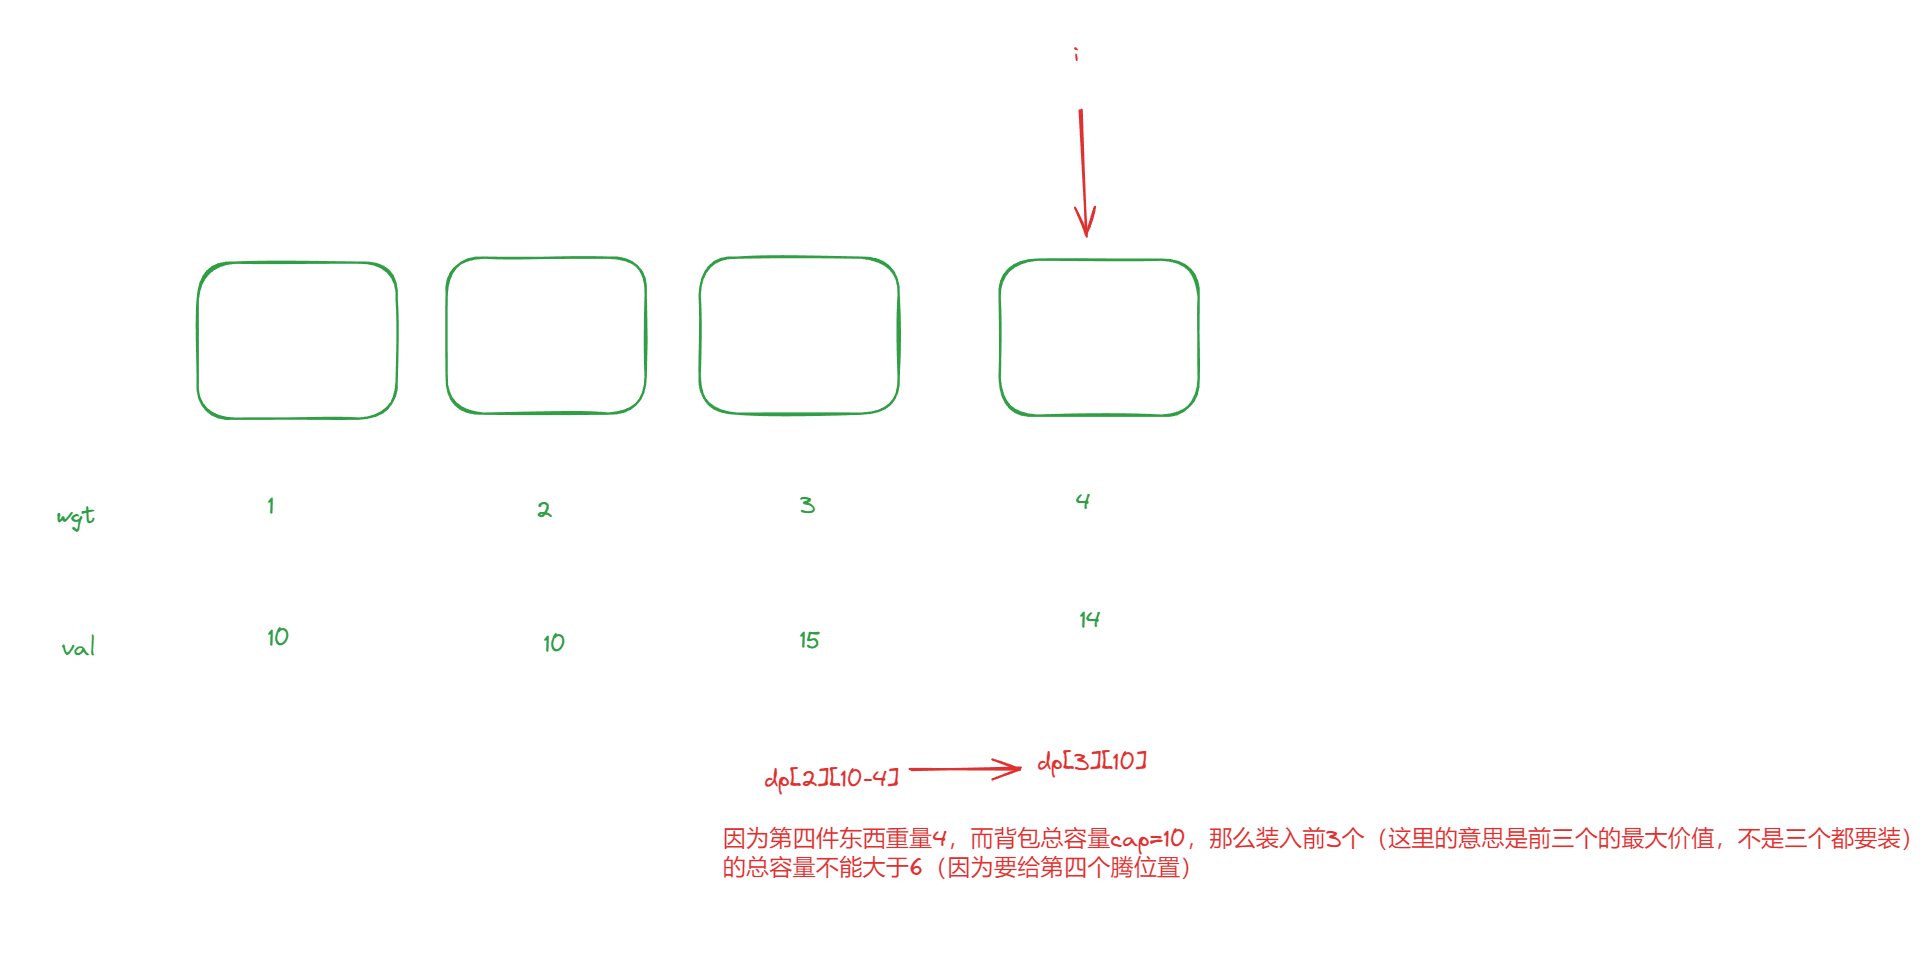 i
wgt 1 2 3 4
val 10 10 15 14
dp[2][10-4] dp[3][10]
因为第四件东西重量4，而背包总容量cap=10，那么装入前3个（这里的意思是前三个的最大价值，不是三个都要装）
的总容量不能大于6（因为要给第四个腾位置）